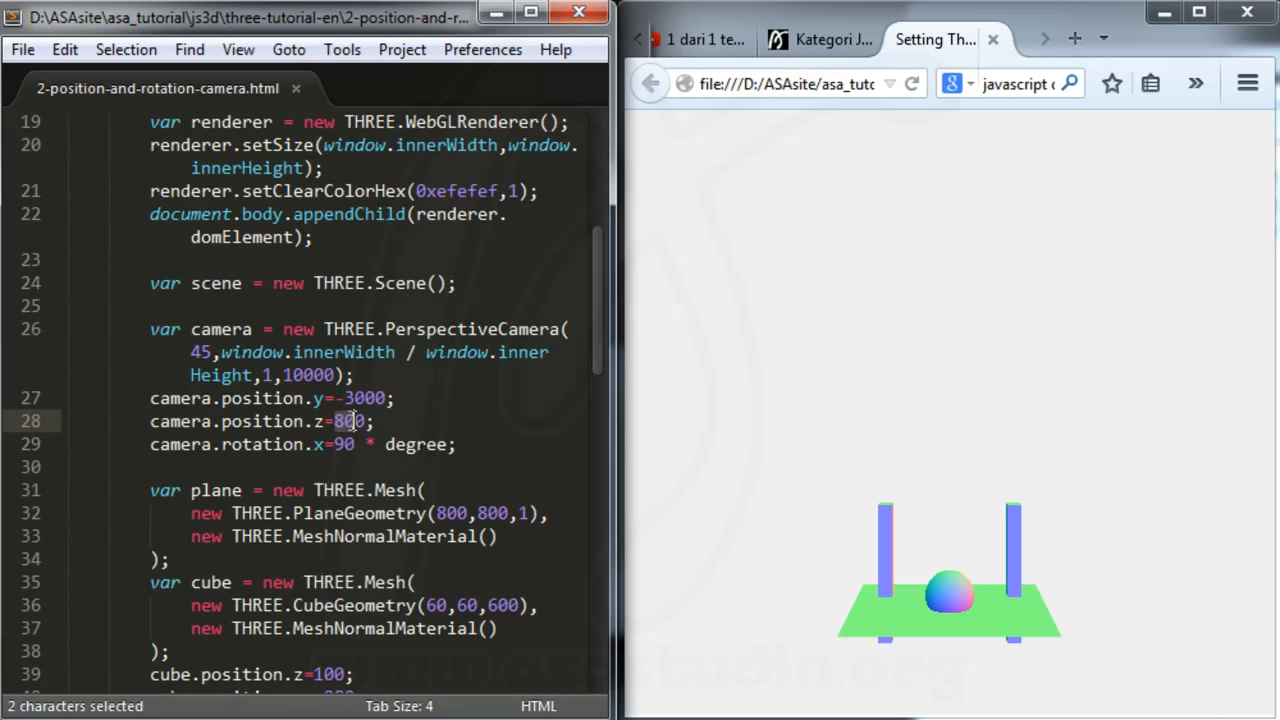 D:\ASAsite\asa_tutorial\js3d\three-tutorial-en\2-position-and-r...
File Edit Selection Find View Goto Tools Project Preferences Help
2-position-and-rotation-camera.html
19 var renderer = new THREE.WebGLRenderer();
20 renderer.setSize(window.innerWidth,window.
innerHeight);
21 renderer.setClearColorHex(0xefefef,1);
22 document.body.appendChild(renderer.
domElement);
23
24 var scene = new THREE.Scene();
25
26 var camera = new THREE.PerspectiveCamera(
45,window.innerWidth / window.inner
Height,1,10000);
27 camera.position.y=-3000;
28 camera.position.z=800;
29 camera.rotation.x=90 * degree;
30
31 var plane = new THREE.Mesh(
32 new THREE.PlaneGeometry(800,800,1),
33 new THREE.MeshNormalMaterial()
34 );
35 var cube = new THREE.Mesh(
36 new THREE.CubeGeometry(60,60,600),
37 new THREE.MeshNormalMaterial()
38 );
39 cube.position.z=100;
2 characters selected Tab Size: 4 HTML
1 dari 1 te... Kategori J... Setting Th...
file:///D:/ASAsite/asa_tuto
8 javascript c